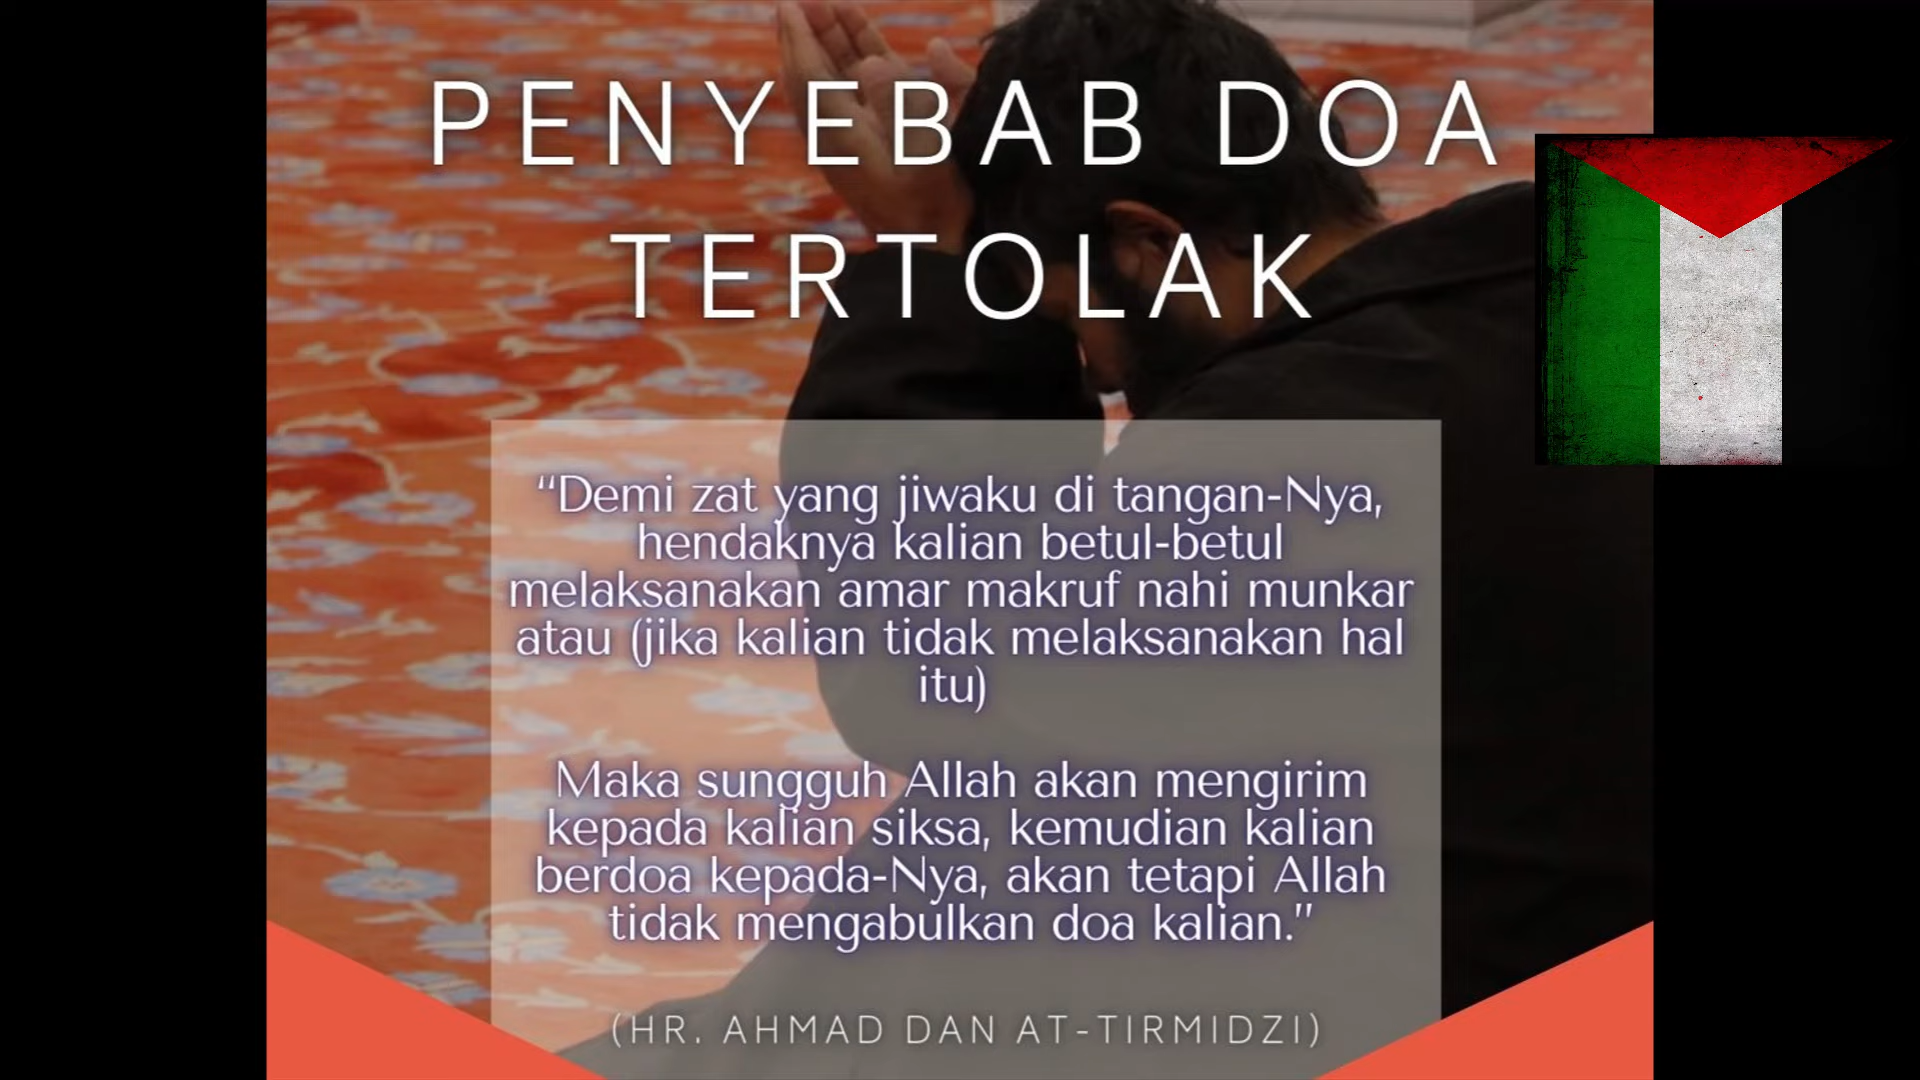 PENYEBAB DOA
TERTOLAK
“Demi zat yang jiwaku di tangan-Nya,
hendaknya kalian betul-betul
melaksanakan amar makruf nahi munkar
atau (jika kalian tidak melaksanakan hal
itu)
Maka sungguh Allah akan mengirim
kepada kalian siksa, kemudian kalian
berdoa kepada-Nya, akan tetapi Allah
tidak mengabulkan doa kalian.”
(HR. AHMAD DAN AT-TIRMIDZI)